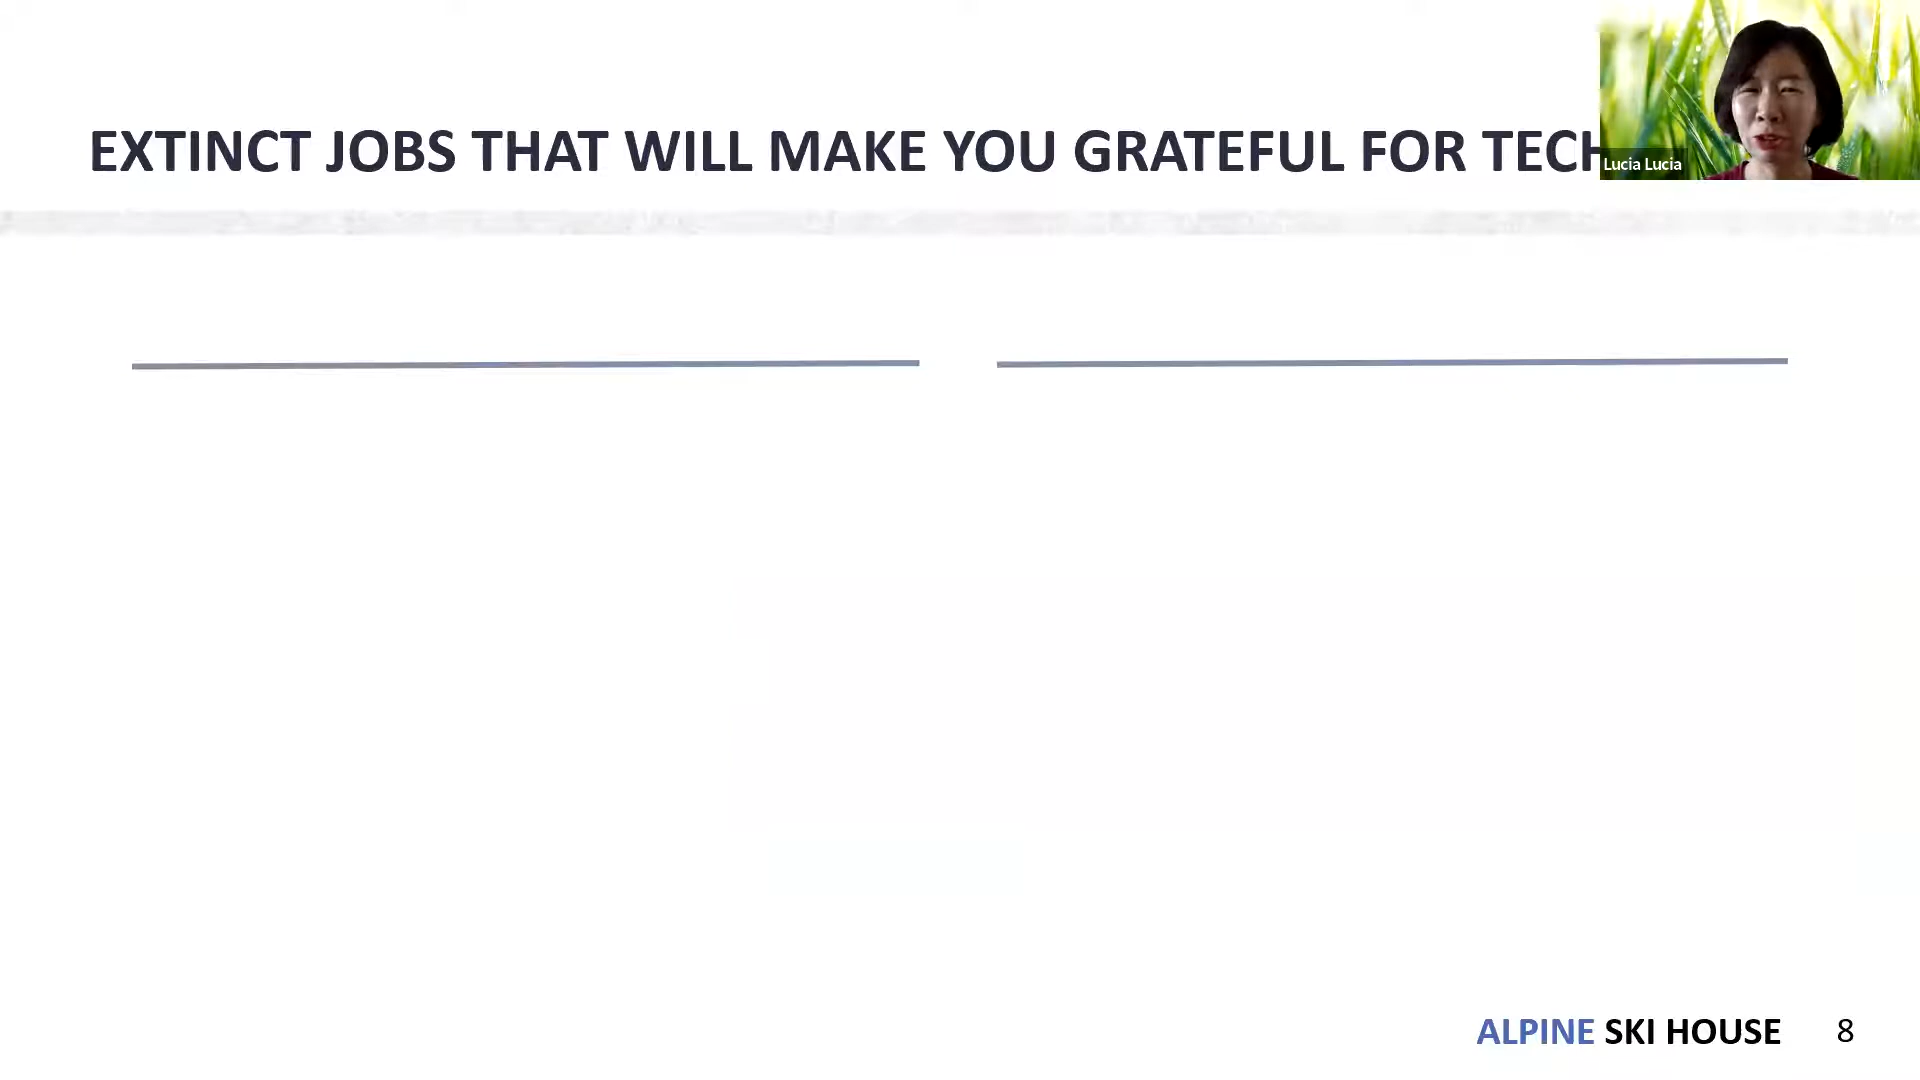 EXTINCT JOBS THAT WILL MAKE YOU GRATEFUL FOR TECH
Lucia Lucia
ALPINE SKI HOUSE 8